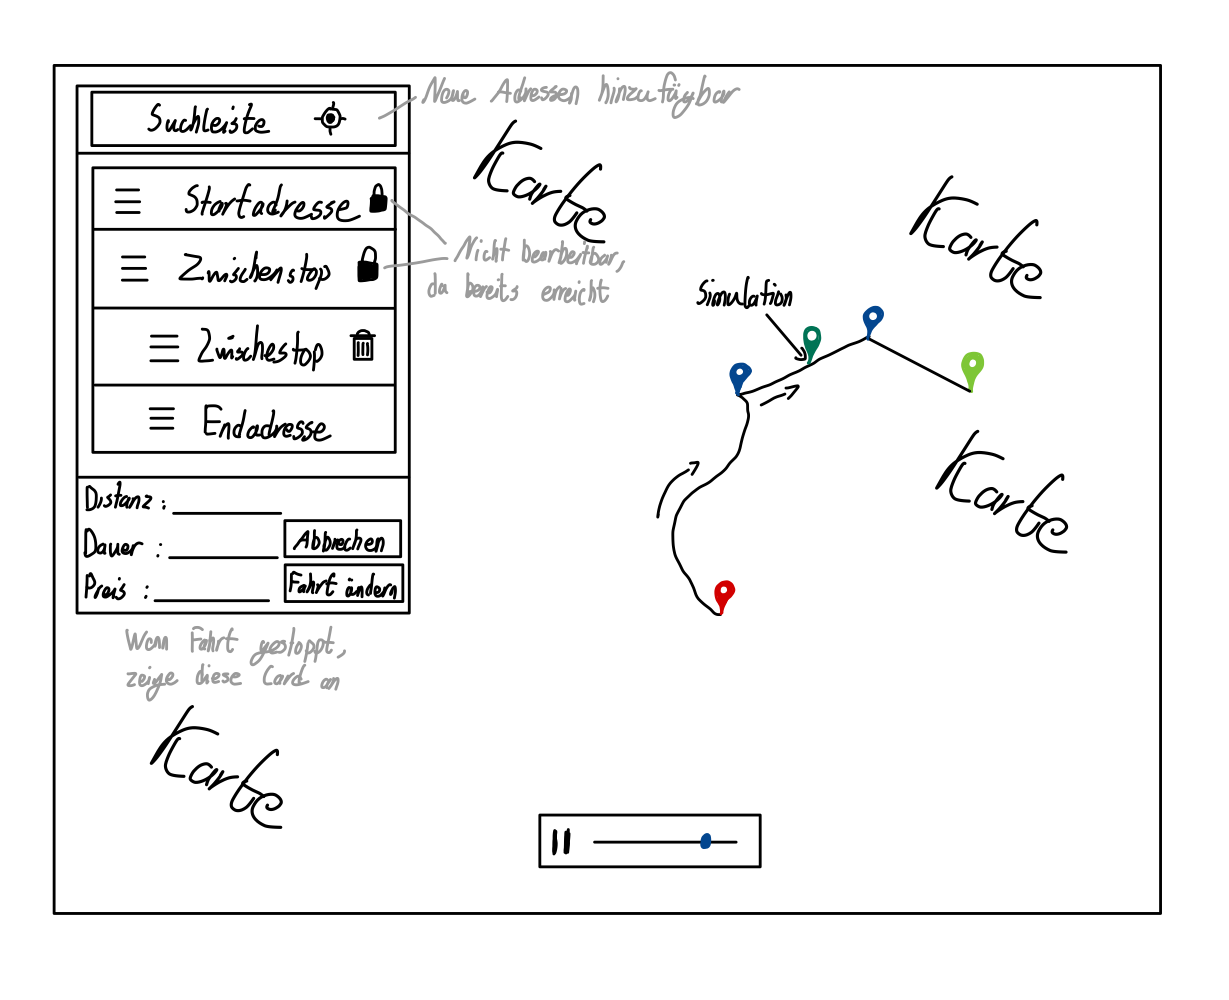 Suchleiste
Neue Adressen hinzufügbar
Startadresse
Zwischenstop
Nicht bearbeitbar,
da bereits erreicht
Zwischestop
Endadresse
Distanz :
Dauer :
Abbrechen
Preis :
Fahrt ändern
Wenn Fahrt gestoppt,
zeige diese Card an
Karte
Karte
Simulation
Karte
Karte